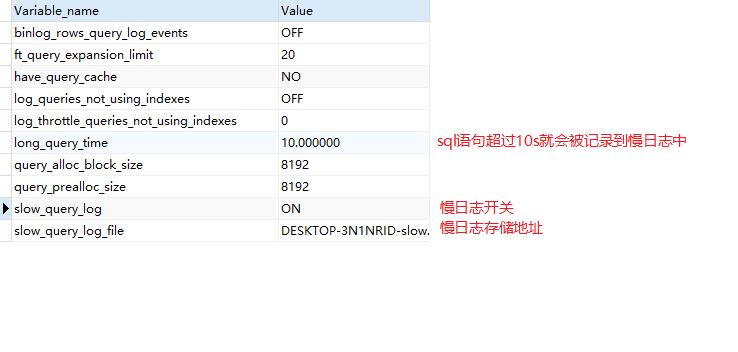 Variable_name Value
binlog_rows_query_log_events OFF
ft_query_expansion_limit 20
have_query_cache NO
log_queries_not_using_indexes OFF
log_throttle_queries_not_using_indexes 0
long_query_time 10.000000 sql语句超过10s就会被记录到慢日志中
query_alloc_block_size 8192
query_prealloc_size 8192
slow_query_log ON 慢日志开关
slow_query_log_file DESKTOP-3N1NRID-slow. 慢日志存储地址